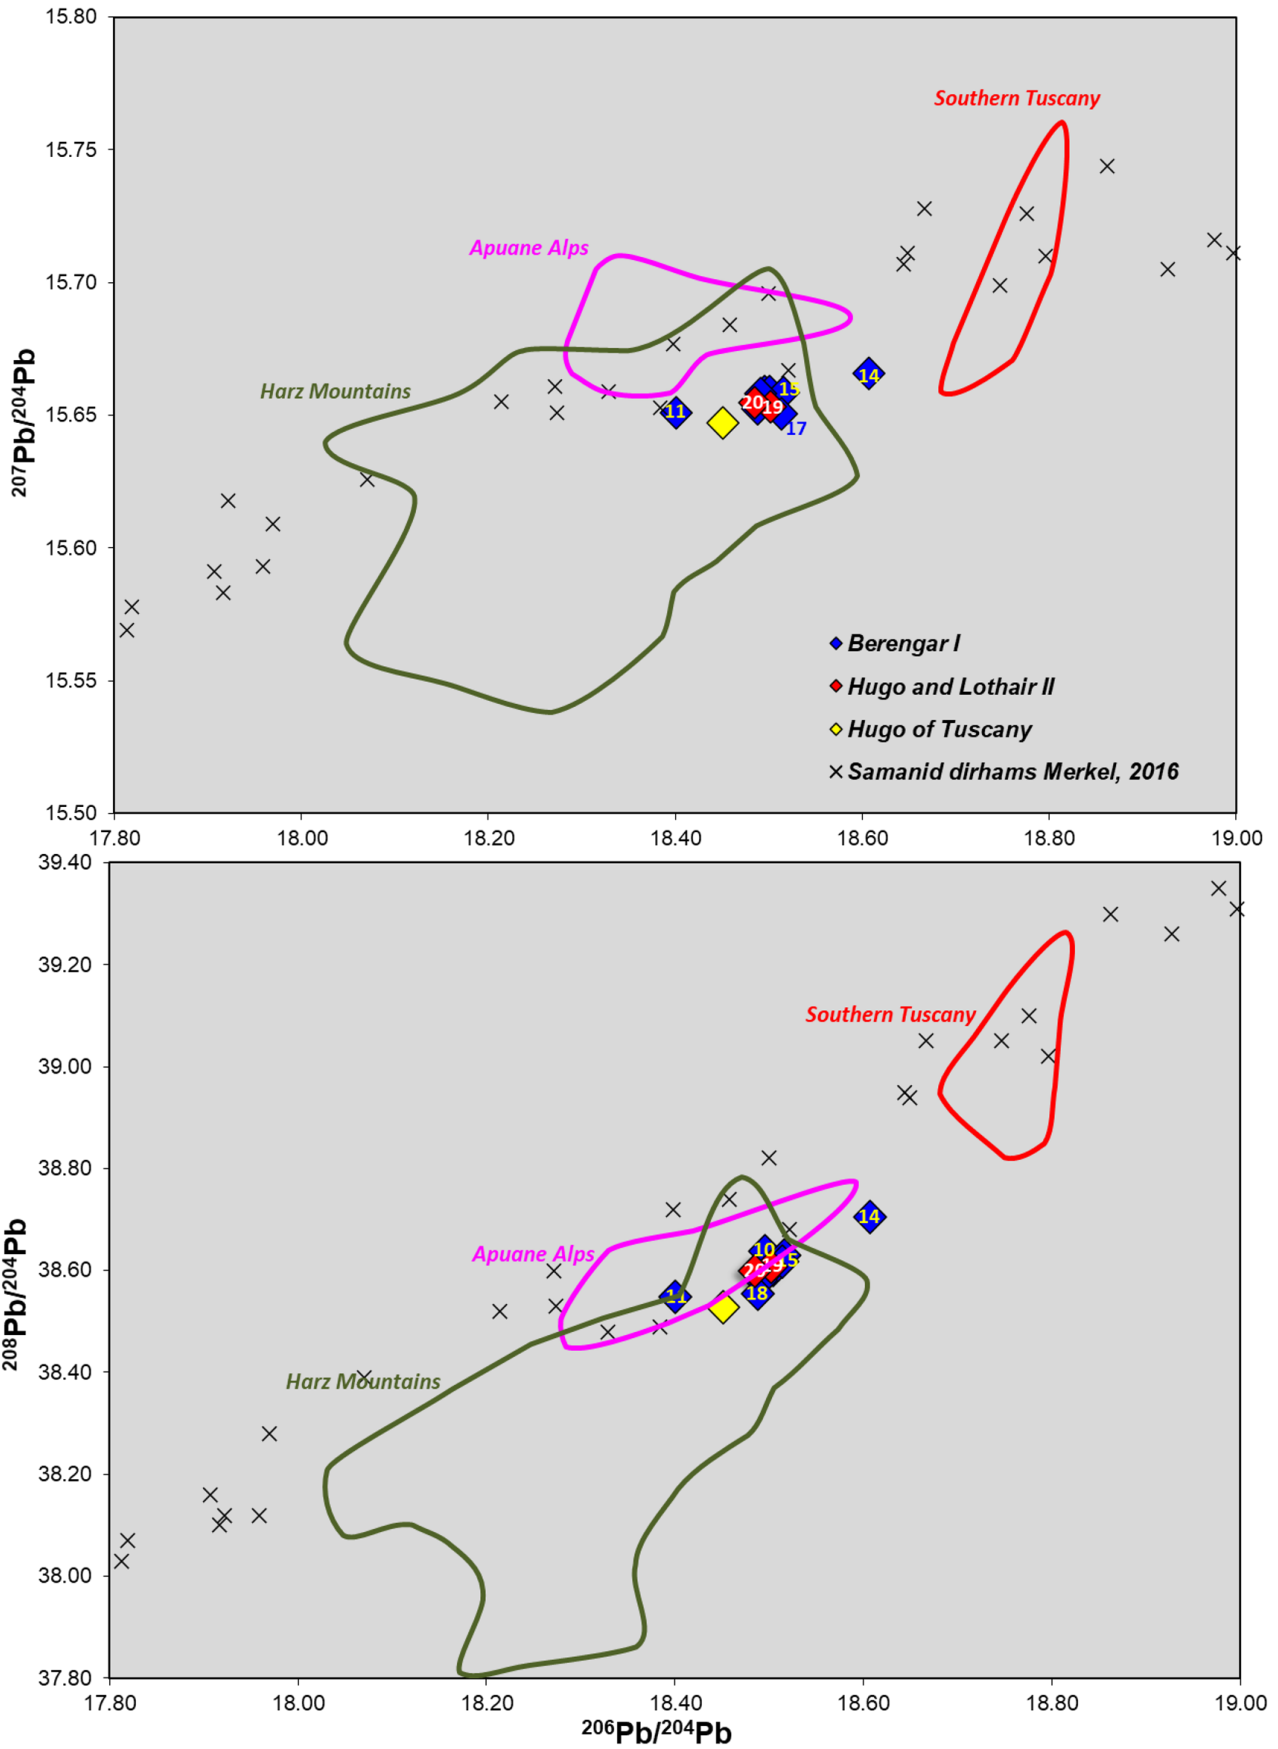 15.80
Southern Tuscany
15.75
Apuane Alps
15.70
Harz Mountains
14
15
20
19
11
17
15.65
207Pb/204Pb
15.60
Berengar I
15.55
Hugo and Lothair II
Hugo of Tuscany
Samanid dirhams Merkel, 2016
15.50
17.80 18.00 18.20 18.40 18.60 18.80 19.00
39.40
39.20
Southern Tuscany
39.00
38.80
14
Apuane Alps
10
15
20
19
38.60
18
11
208Pb/204Pb
38.40
Harz Mountains
38.20
38.00
37.80
17.80 18.00 18.20 18.40 18.60 18.80 19.00
206Pb/204Pb